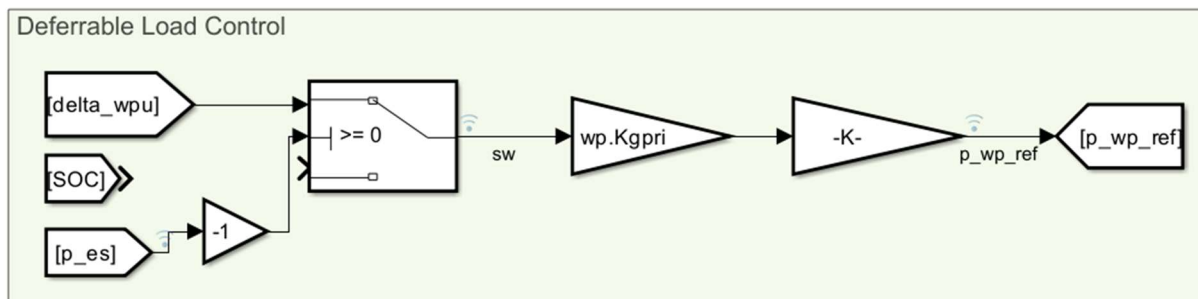 Deferrable Load Control
[delta_wpu]
>= 0
sw
wp.Kgpri
-K-
p_wp_ref
[p_wp_ref]
[SOC]
[p_es]
-1